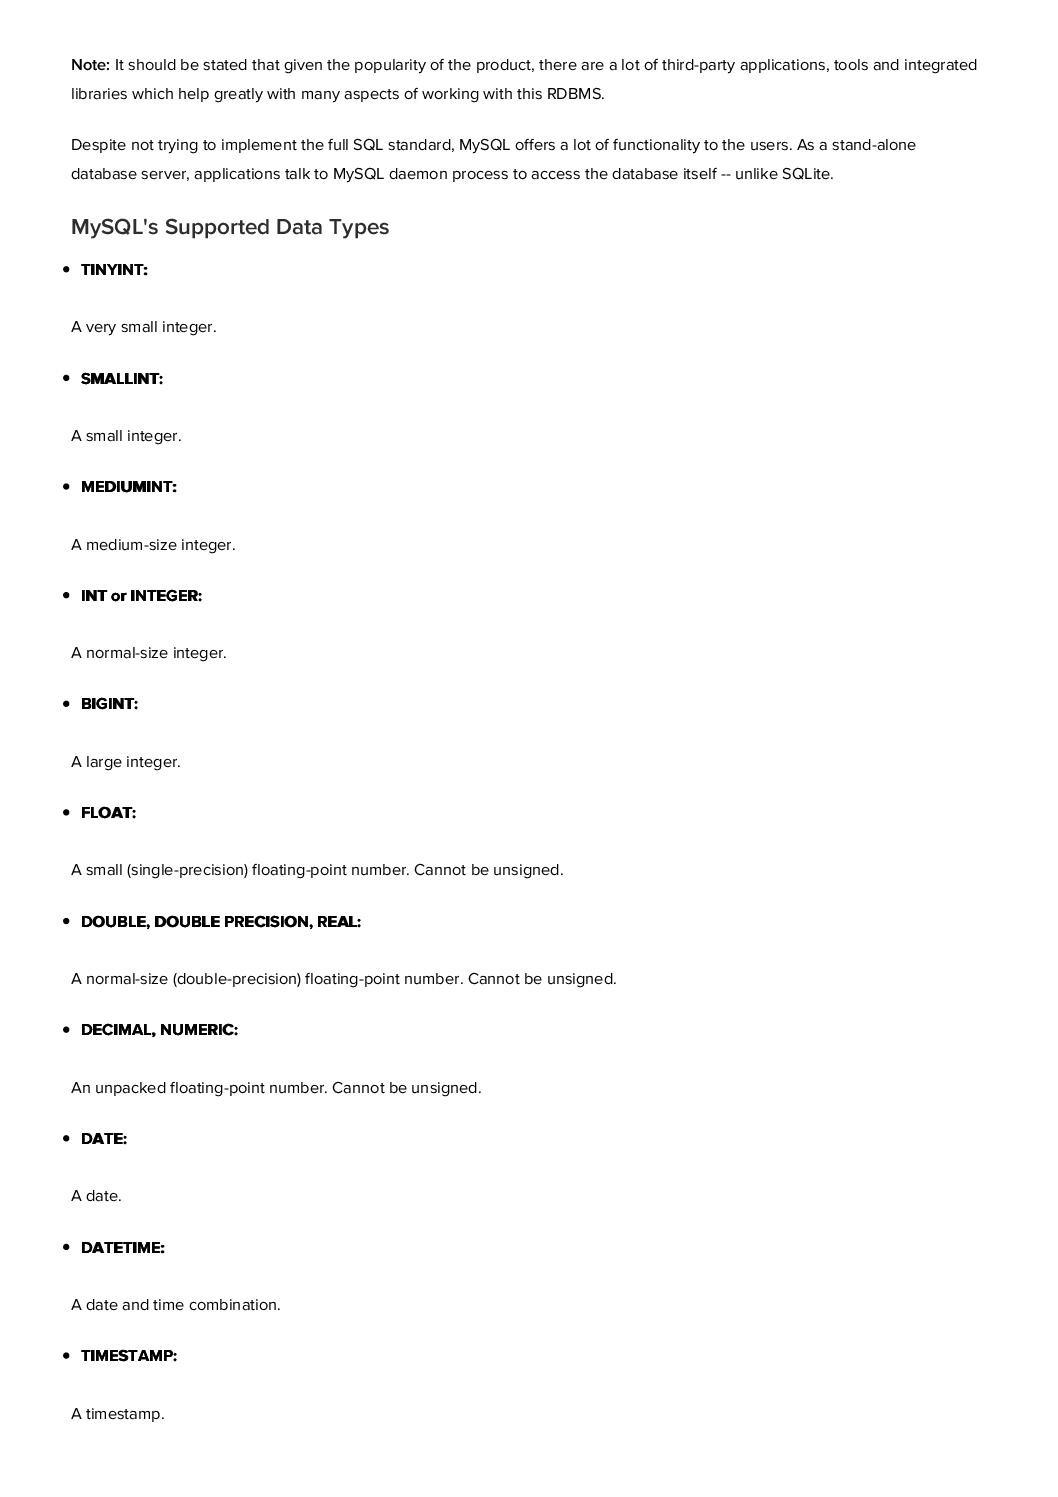 Note: It should be stated that given the popularity of the product, there are a lot of third-party applications, tools and integrated
libraries which help greatly with many aspects of working with this RDBMS.
Despite not trying to implement the full SQL standard, MySQL offers a lot of functionality to the users. As a stand-alone
database server, applications talk to MySQL daemon process to access the database itself -- unlike SQLite.
MySQL's Supported Data Types
• TINYINT:
A very small integer.
• SMALLINT:
A small integer.
• MEDIUMINT:
A medium-size integer.
• INT or INTEGER:
A normal-size integer.
• BIGINT:
A large integer.
• FLOAT:
A small (single-precision) floating-point number. Cannot be unsigned.
• DOUBLE, DOUBLE PRECISION, REAL:
A normal-size (double-precision) floating-point number. Cannot be unsigned.
• DECIMAL, NUMERIC:
An unpacked floating-point number. Cannot be unsigned.
• DATE:
A date.
• DATETIME:
A date and time combination.
• TIMESTAMP:
A timestamp.